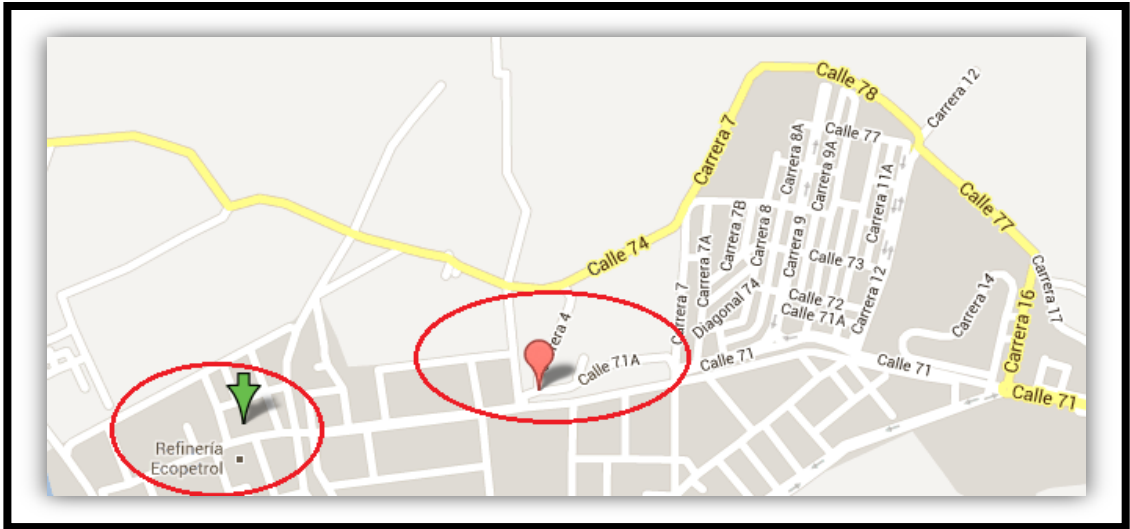 Calle 78
Carrera 12
Calle 77
Carrera 8A
Carrera 9A
Carrera 7
Carrera 11A
Calle 77
Carrera 7B
Carrera 8
Carrera 9
Carrera 7A
Calle 74
Calle 73
Carrera 12
Carrera 17
Diagonal 74
Calle 72
Calle 71A
Carrera 14
Carrera 16
Carrera 7
rera 4
Calle 71A
Calle 71
Calle 71
Calle 71
Refinería
Ecopetrol